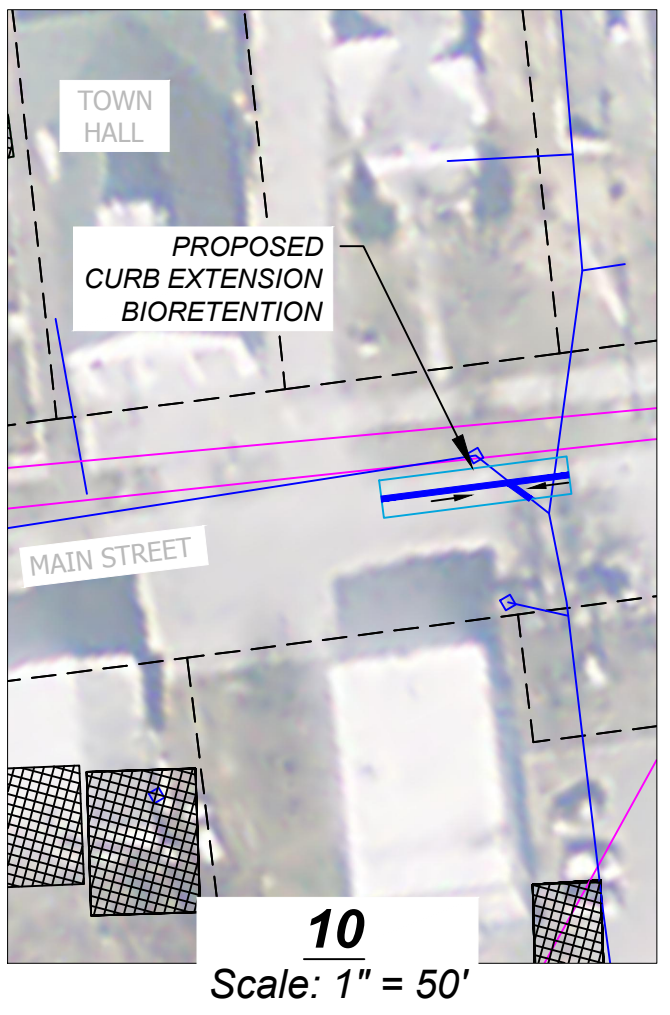 TOWN
HALL
PROPOSED
CURB EXTENSION
BIORETENTION
MAIN STREET
10
Scale: 1" = 50'